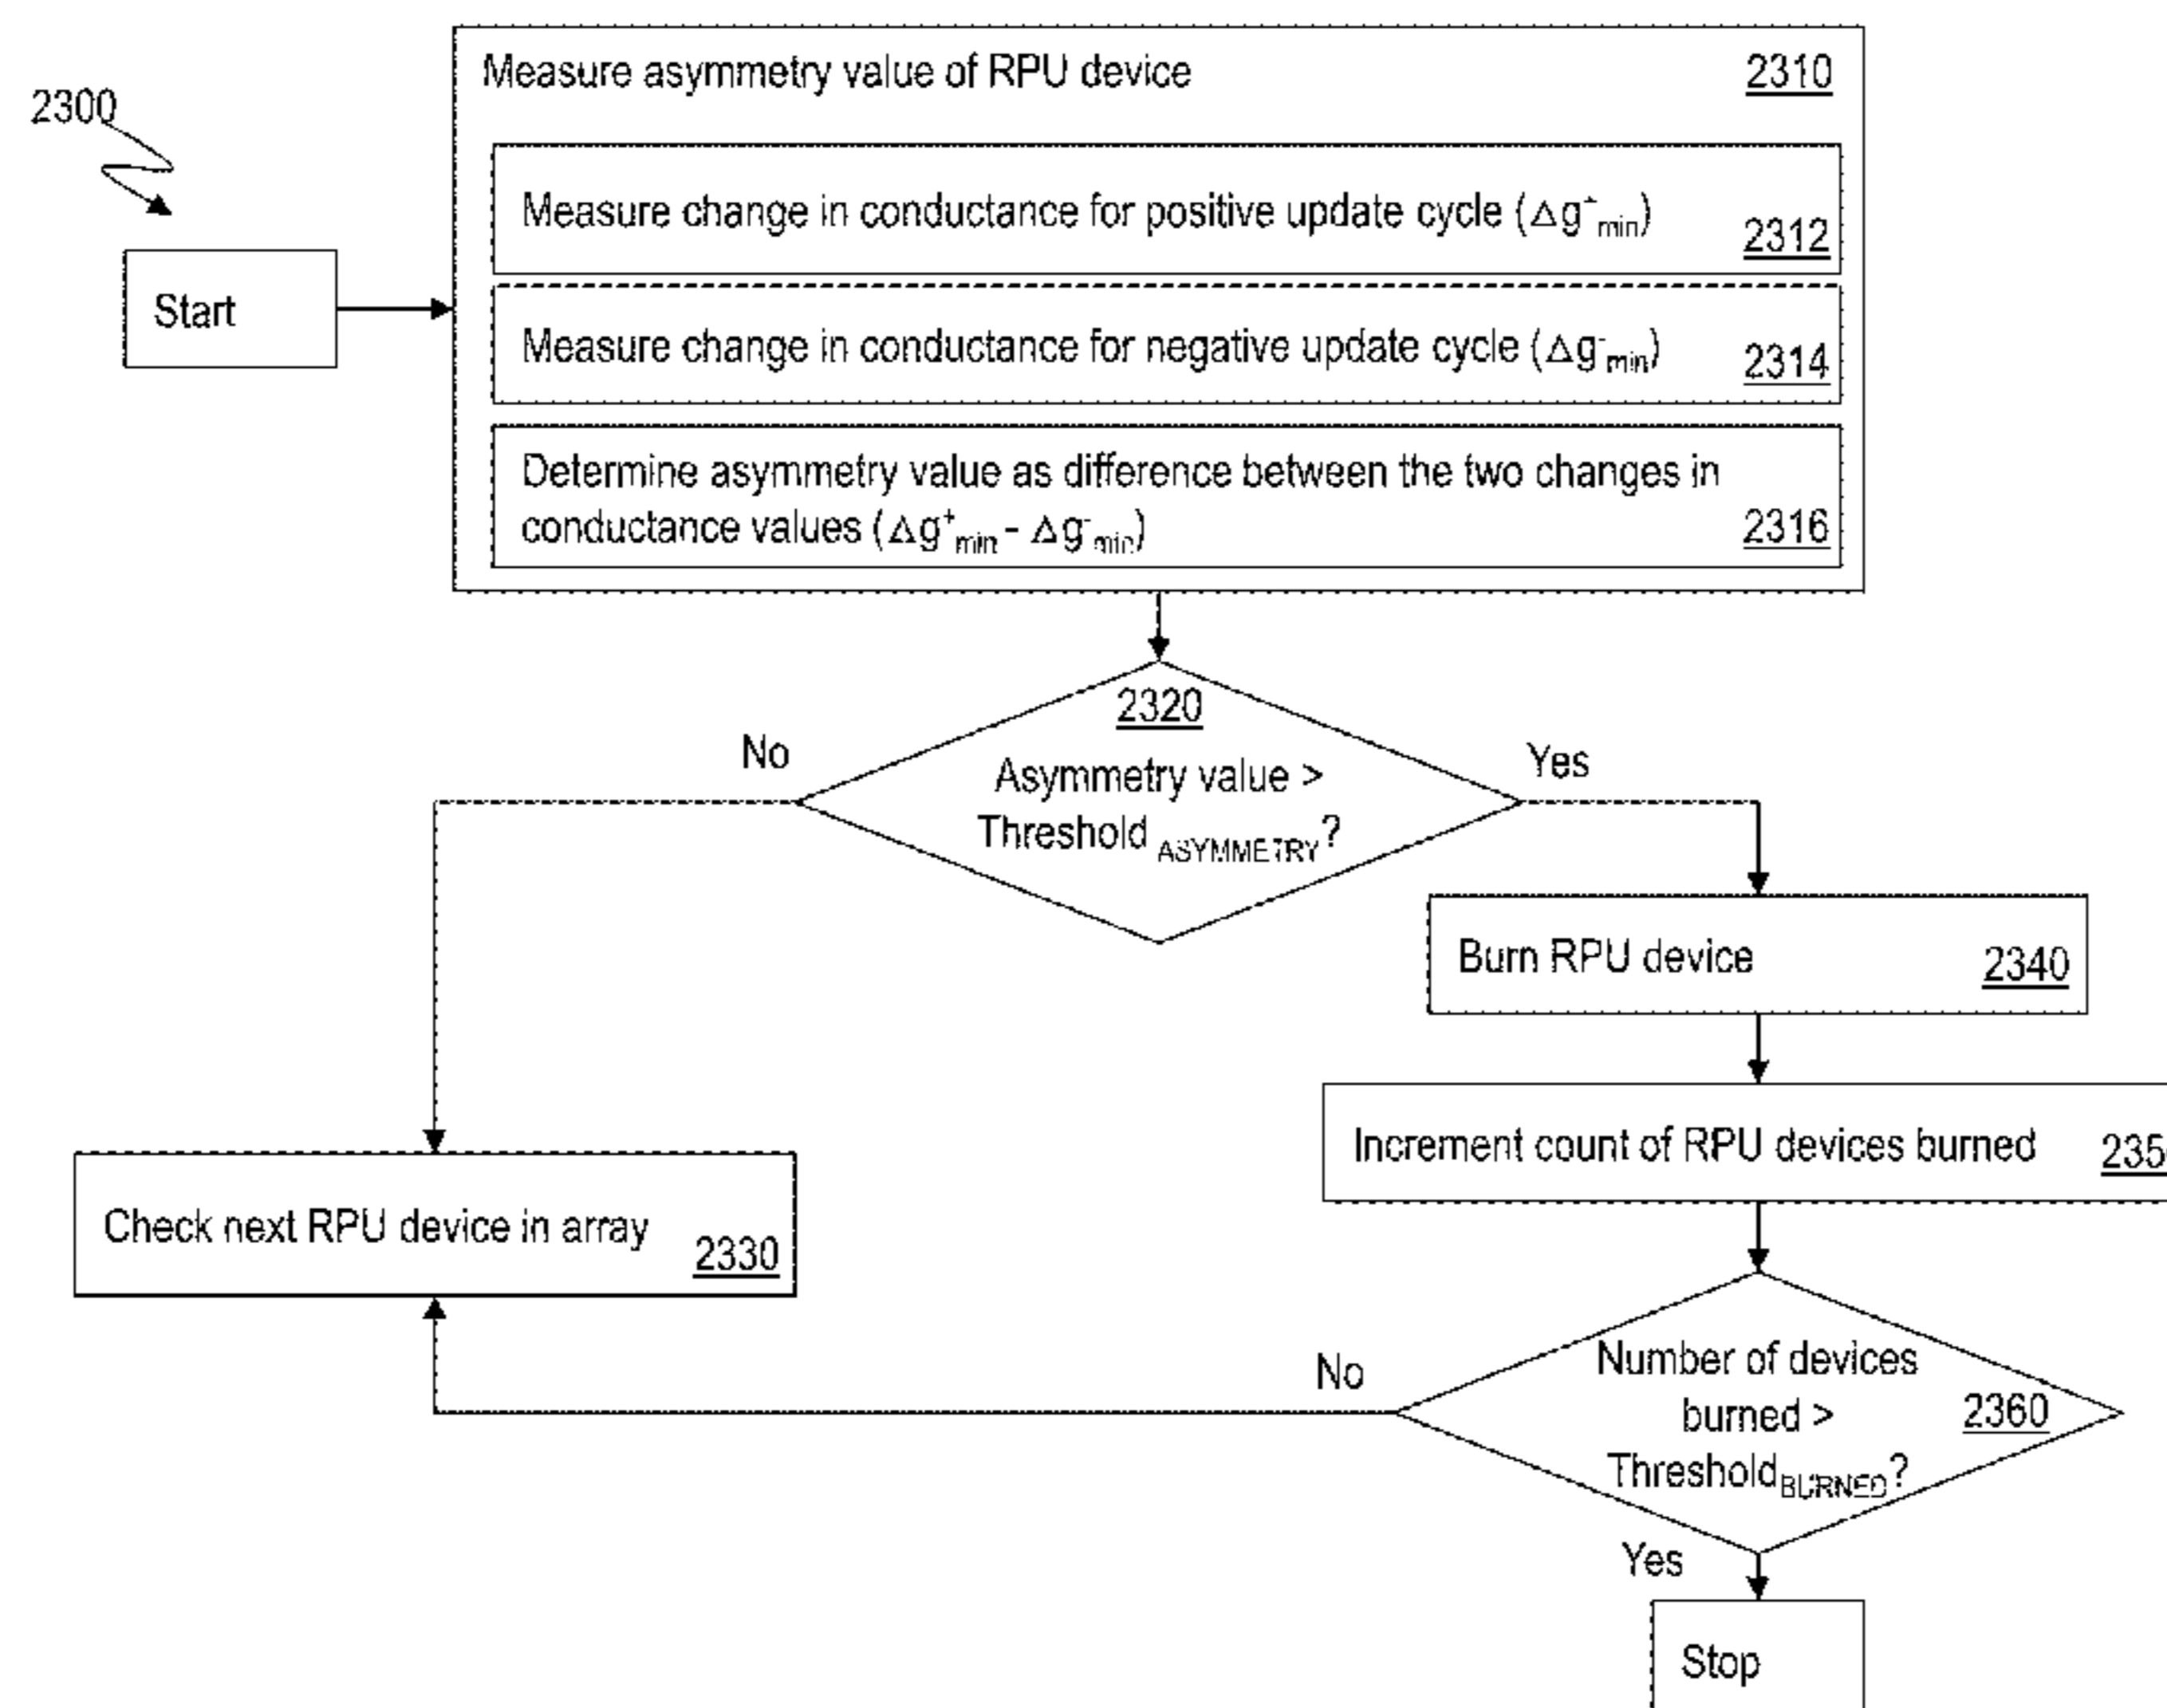 2300
Measure asymmetry value of RPU device 2310
Measure change in conductance for positive update cycle (Δg⁺min) 2312
Start
Measure change in conductance for negative update cycle (Δg⁻min) 2314
Determine asymmetry value as difference between the two changes in
conductance values (Δg⁺min - Δg⁻min) 2316
2320
No
Yes
Asymmetry value >
Threshold ASYMMETRY?
Burn RPU device 2340
Increment count of RPU devices burned
Check next RPU device in array 2330
No
Number of devices
burned > 2360
Threshold BURNED?
Yes
Stop